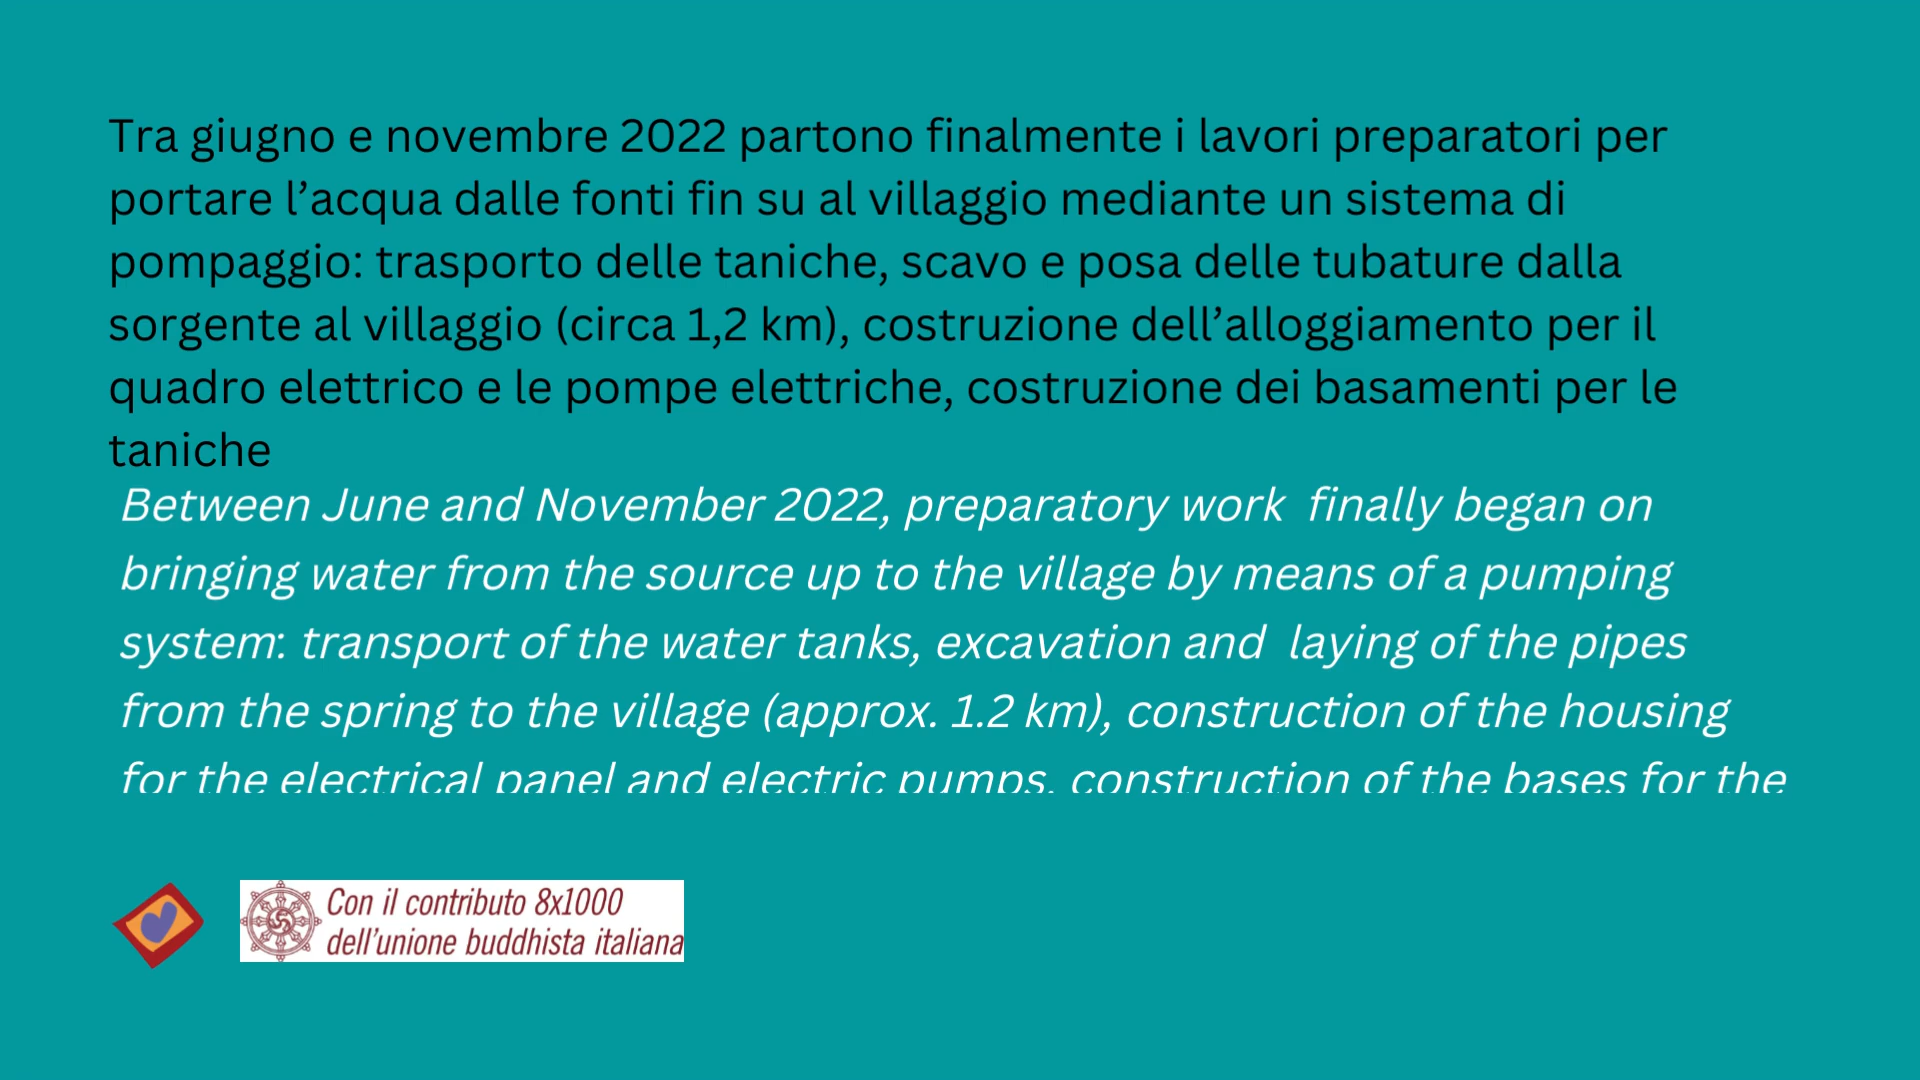 Tra giugno e novembre 2022 partono finalmente i lavori preparatori per
portare l’acqua dalle fonti fin su al villaggio mediante un sistema di
pompaggio: trasporto delle taniche, scavo e posa delle tubature dalla
sorgente al villaggio (circa 1,2 km), costruzione dell’alloggiamento per il
quadro elettrico e le pompe elettriche, costruzione dei basamenti per le
taniche
Between June and November 2022, preparatory work  finally began on
bringing water from the source up to the village by means of a pumping
system: transport of the water tanks, excavation and  laying of the pipes
from the spring to the village (approx. 1.2 km), construction of the housing
for the electrical panel and electric pumps, construction of the bases for the
Con il contributo 8x1000
dell’unione buddhista italiana